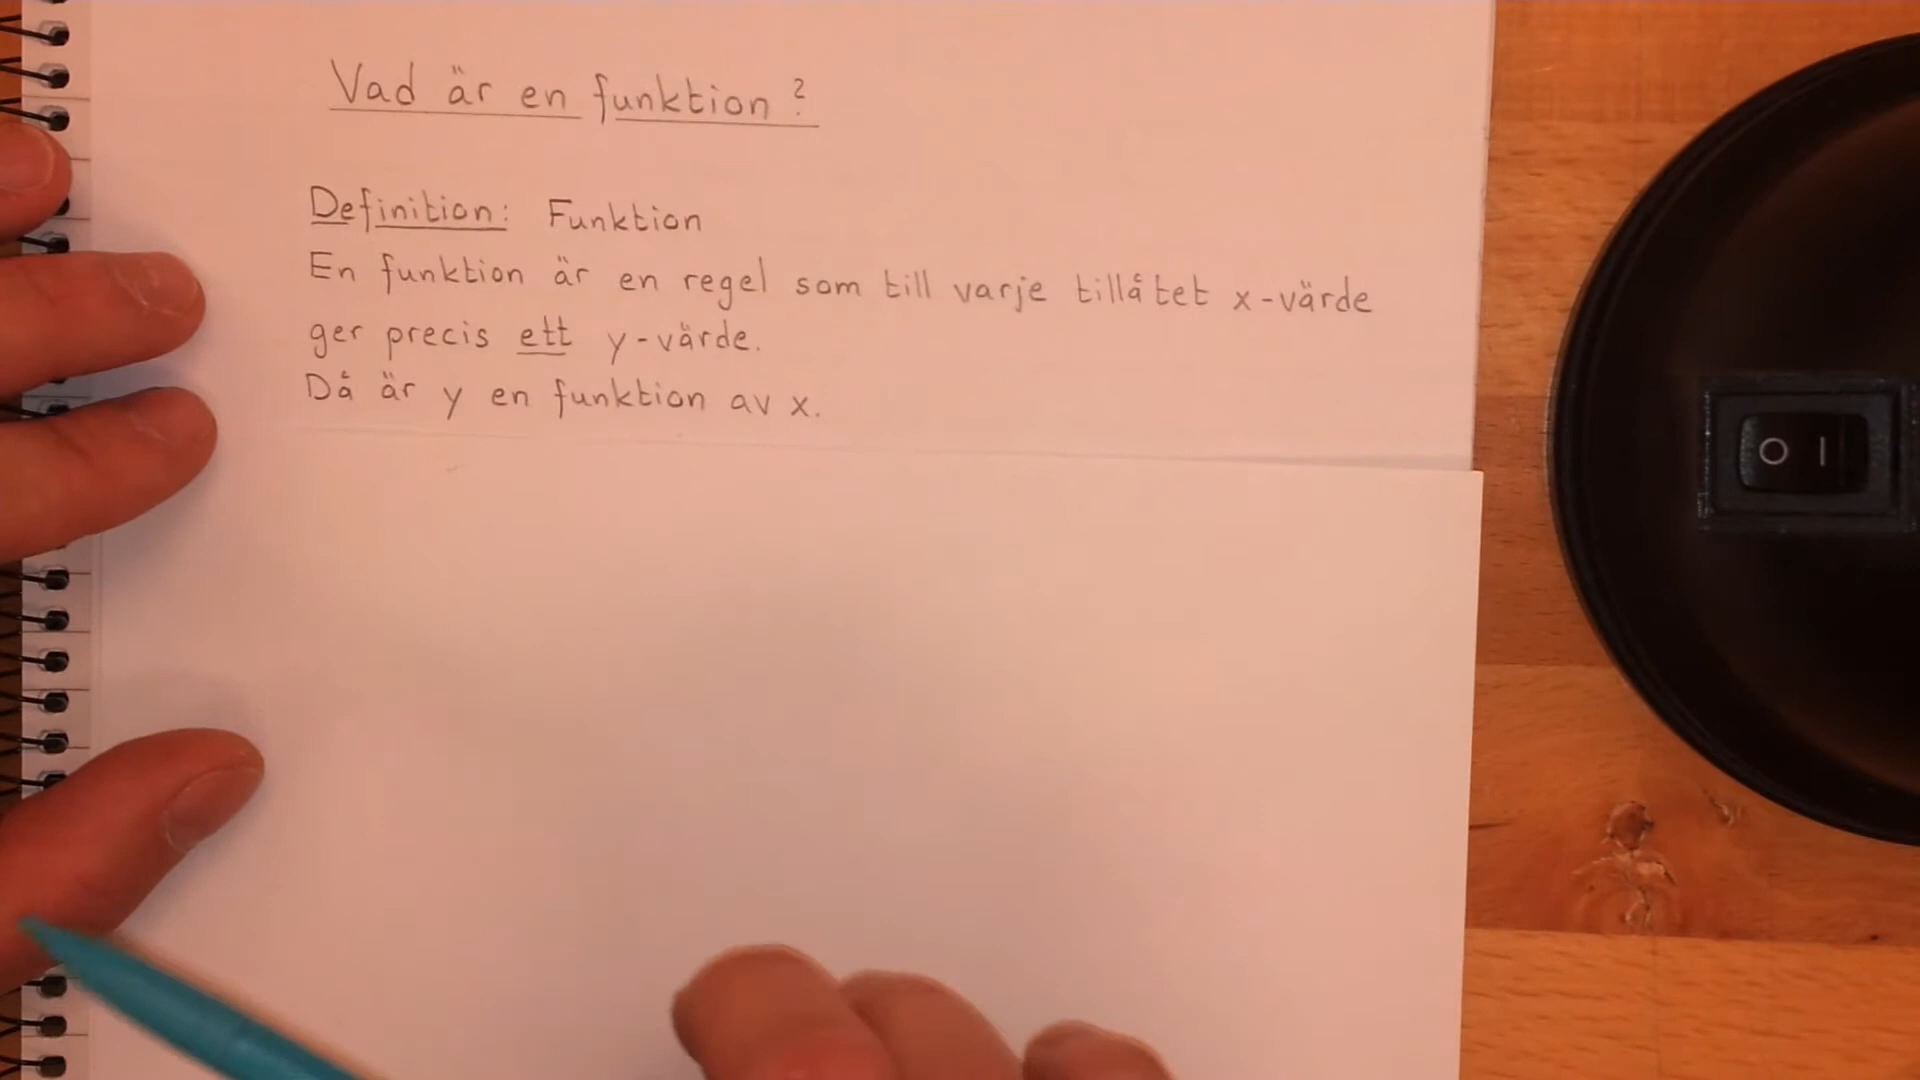 Vad är en funktion?
Definition: Funktion
En funktion är en regel som till varje tillåtet x-värde
ger precis ett y-värde.
Då är y en funktion av x.
O I